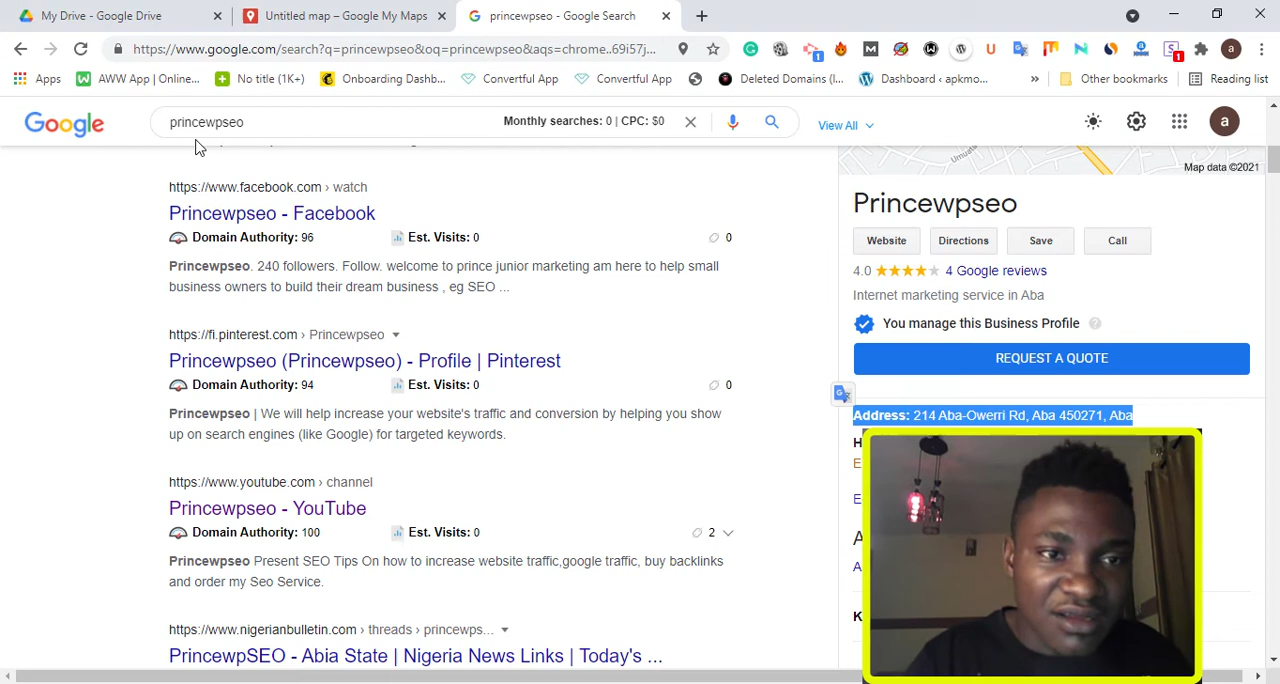 My Drive - Google Drive
Untitled map – Google My Maps
princewpseo - Google Search
https://www.google.com/search?q=princewpseo&oq=princewpseo&aqs=chrome..69i57j...
Apps
AWW App | Online...
No title (1K+)
Onboarding Dashb...
Convertful App
Convertful App
Deleted Domains (l...
Dashboard ‹ apkmo...
»
Other bookmarks
Reading list
Google
princewpseo
Monthly searches: 0 | CPC: $0
View All
a
https://www.facebook.com › watch
Princewpseo - Facebook
Domain Authority: 96
Est. Visits: 0
0
Princewpseo. 240 followers. Follow. welcome to prince junior marketing am here to help small
business owners to build their dream business , eg SEO ...
https://fi.pinterest.com › Princewpseo
Princewpseo (Princewpseo) - Profile | Pinterest
Domain Authority: 94
Est. Visits: 0
0
Princewpseo | We will help increase your website's traffic and conversion by helping you show
up on search engines (like Google) for targeted keywords.
https://www.youtube.com › channel
Princewpseo - YouTube
Domain Authority: 100
Est. Visits: 0
2
Princewpseo Present SEO Tips On how to increase website traffic,google traffic, buy backlinks
and order my Seo Service.
https://www.nigerianbulletin.com › threads › princewps...
PrincewpSEO - Abia State | Nigeria News Links | Today's ...
Umuata
Map data ©2021
Princewpseo
Website
Directions
Save
Call
4.0
4 Google reviews
Internet marketing service in Aba
You manage this Business Profile
REQUEST A QUOTE
Address: 214 Aba-Owerri Rd, Aba 450271, Aba